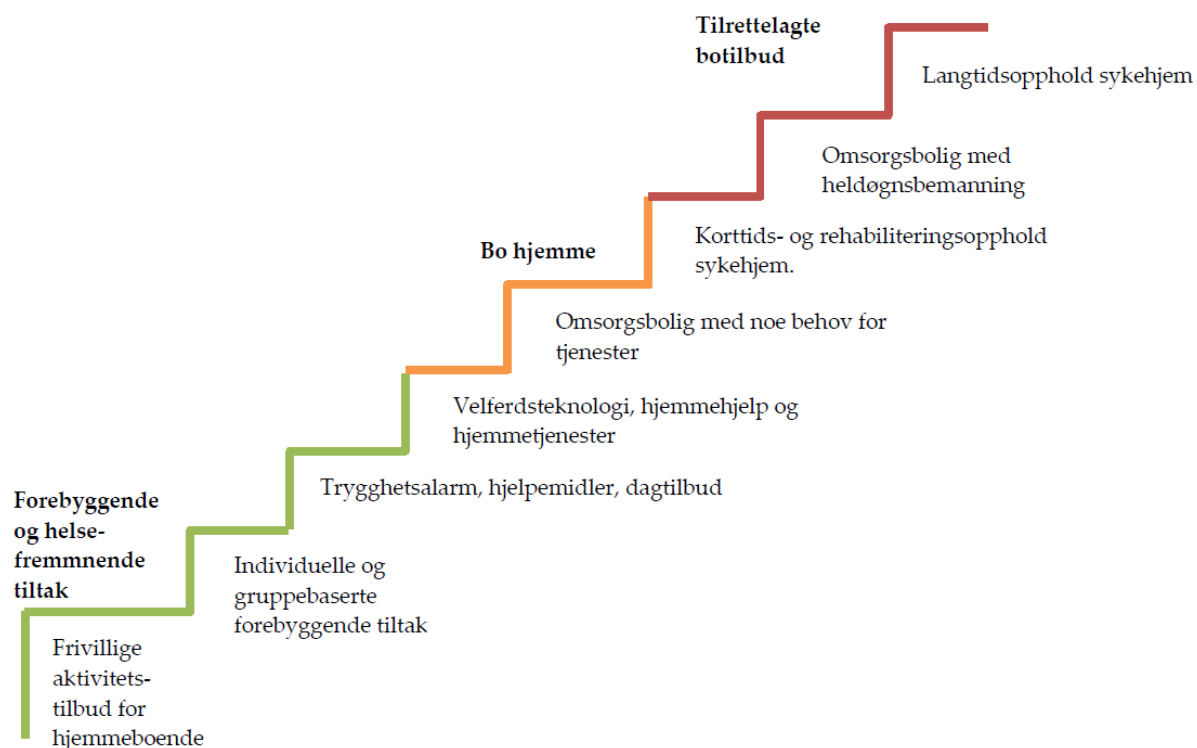 Tilrettelagte
botilbud
Langtidsopphold sykehjem
Omsorgsbolig med
heldøgnsbemanning
Bo hjemme
Korttids- og rehabiliteringsopphold
sykehjem.
Omsorgsbolig med noe behov for
tjenester
Velferdsteknologi, hjemmehjelp og
hjemmetjenester
Trygghetsalarm, hjelpemidler, dagtilbud
Forebyggende
og helse-
fremmnende
tiltak
Individuelle og
gruppebaserte
forebyggende tiltak
Frivillige
aktivitets-
tilbud for
hjemmeboende